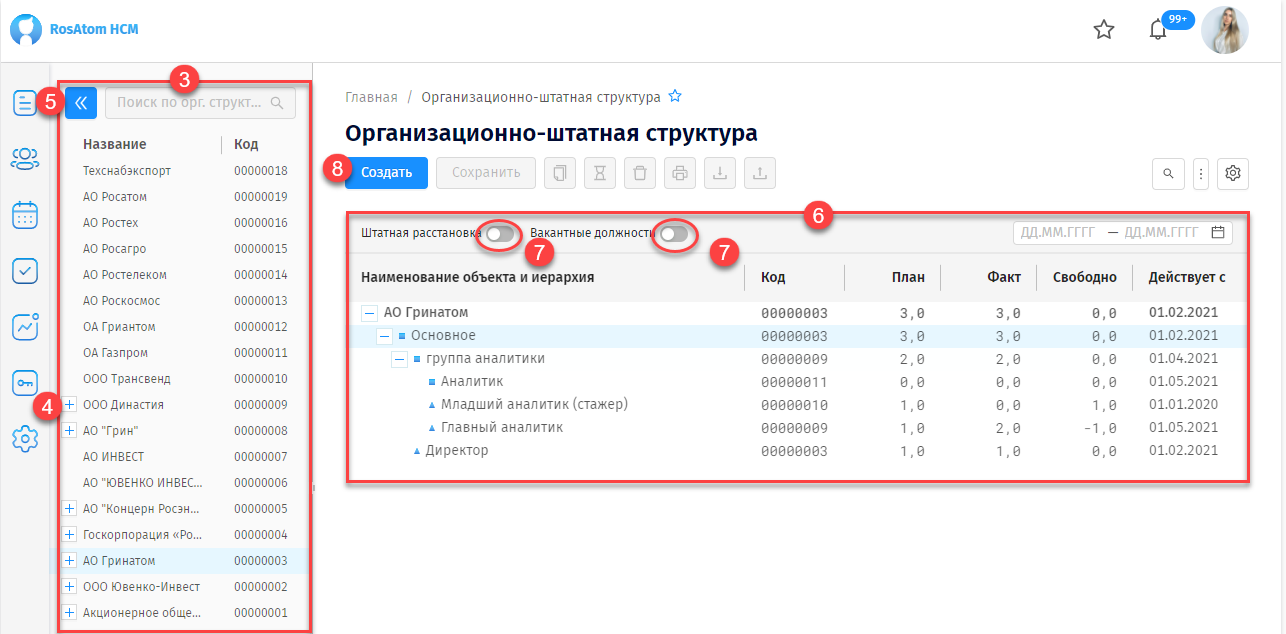 RosAtom HCM
99+
3
5
Поиск по орг. структ...
Название Код
Техснабэкспорт 00000018
АО Росатом 00000019
АО Ростех 00000016
АО Росагро 00000015
АО Ростелеком 00000014
АО Роскосмос 00000013
ОА Гриантом 00000012
ОА Газпром 00000011
ООО Трансвенд 00000010
4
ООО Династия 00000009
АО "Грин" 00000008
АО ИНВЕСТ 00000007
АО "ЮВЕНКО ИНВЕС... 00000006
АО "Концерн Росэн... 00000005
Госкорпорация «Ро... 00000004
АО Гринатом 00000003
ООО Ювенко-Инвест 00000002
Акционерное обще... 00000001
Главная / Организационно-штатная структура
Организационно-штатная структура
8
Создать Сохранить
6
Штатная расстановка Вакантные должности ДД.ММ.ГГГГ — ДД.ММ.ГГГГ
7 7
Наименование объекта и иерархия Код План Факт Свободно Действует с
АО Гринатом 00000003 3,0 3,0 0,0 01.02.2021
Основное 00000003 3,0 3,0 0,0 01.02.2021
группа аналитики 00000009 2,0 2,0 0,0 01.04.2021
Аналитик 00000011 0,0 0,0 0,0 01.05.2021
Младший аналитик (стажер) 00000010 1,0 0,0 1,0 01.01.2020
Главный аналитик 00000009 1,0 2,0 -1,0 01.05.2021
Директор 00000003 1,0 1,0 0,0 01.02.2021